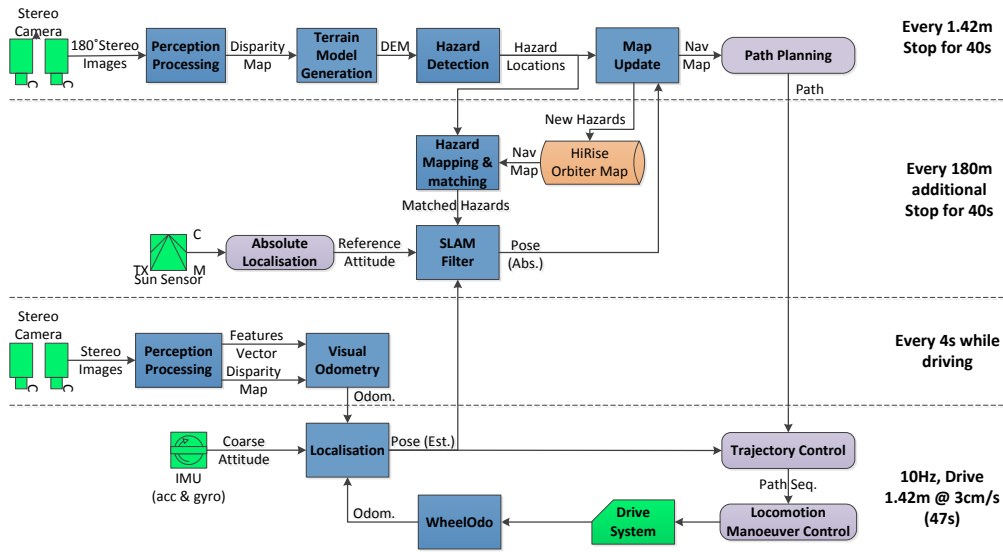 Stereo
Camera
180˚Stereo
Images
Perception
Processing
Disparity
Map
Terrain
Model
Generation
DEM
Hazard
Detection
Hazard
Locations
Map
Update
Nav
Map
Path Planning
Every 1.42m
Stop for 40s
Path
New Hazards
Hazard
Mapping &
matching
Nav
Map
HiRise
Orbiter Map
Every 180m
additional
Stop for 40s
Matched Hazards
C
TX
M
Sun Sensor
Absolute
Localisation
Reference
Attitude
SLAM
Filter
Pose
(Abs.)
Stereo
Camera
Stereo
Images
Perception
Processing
Features
Vector
Disparity
Map
Visual
Odometry
Every 4s while
driving
Odom.
IMU
(acc & gyro)
Coarse
Attitude
Localisation
Pose (Est.)
Trajectory Control
Path Seq.
Odom.
WheelOdo
Drive
System
Locomotion
Manoeuver Control
10Hz, Drive
1.42m @ 3cm/s
(47s)